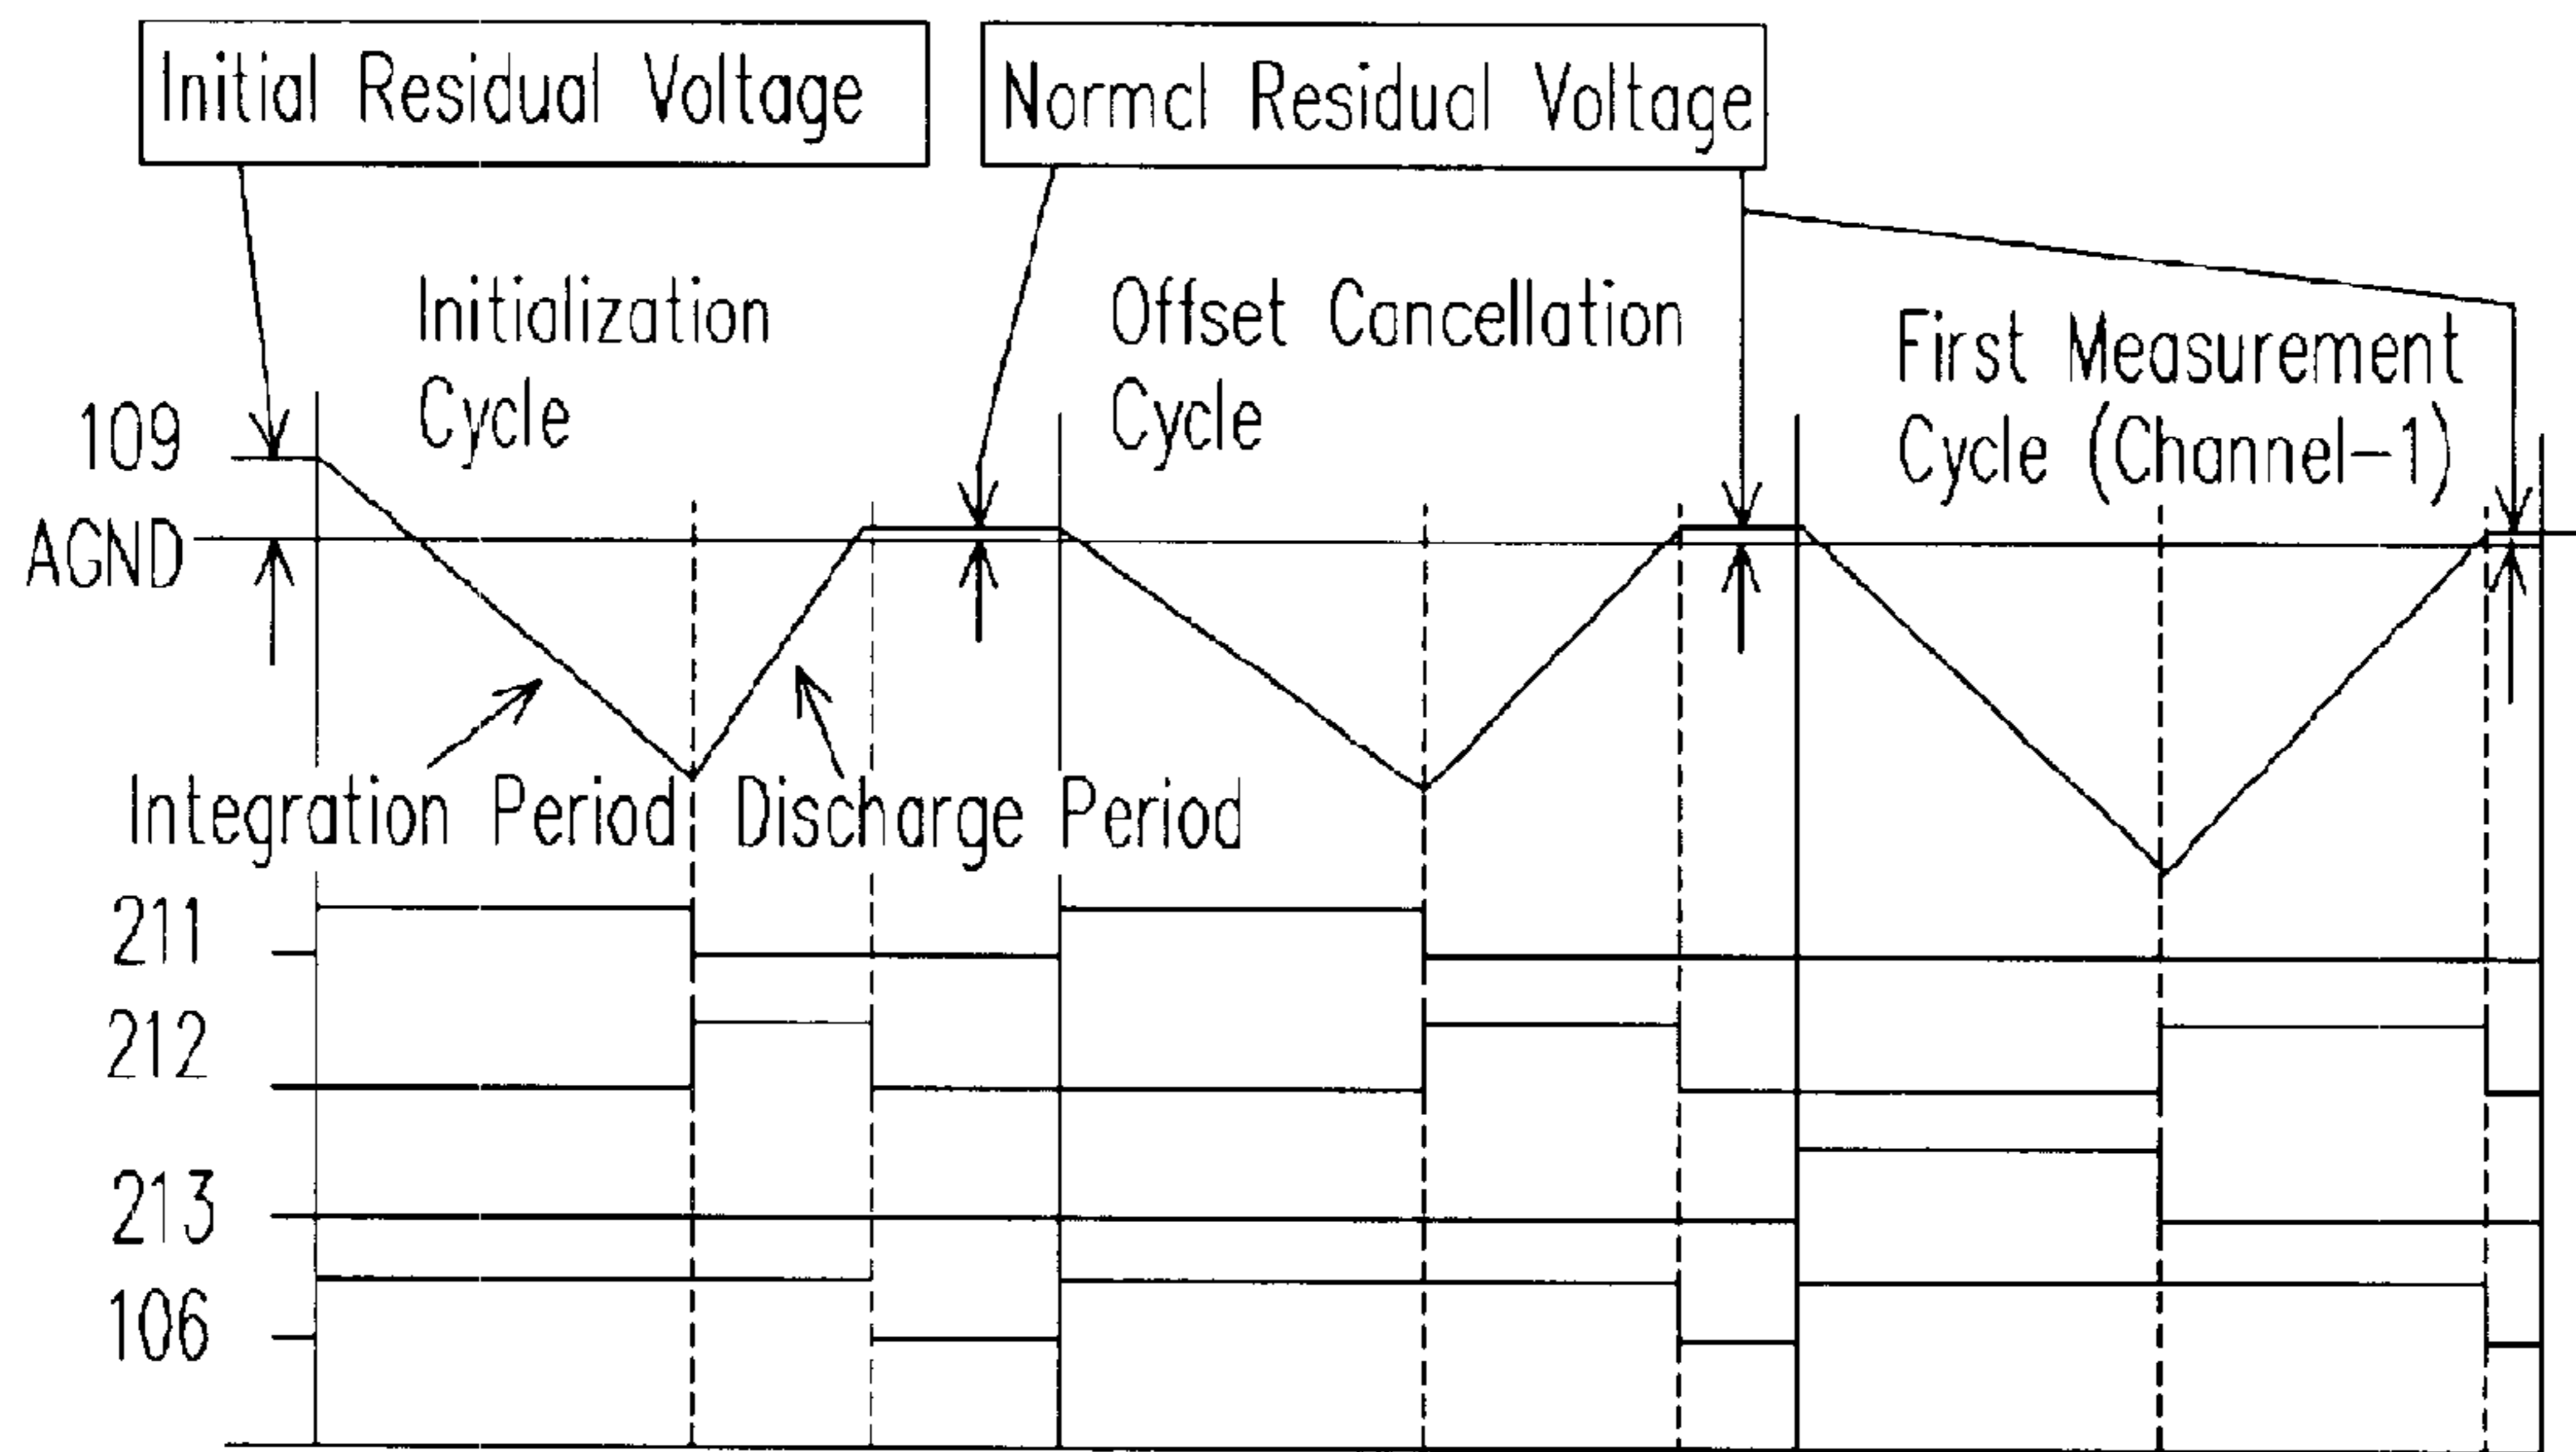 Initial Residual Voltage
Normcl Residual Voltage
Initialization
Cycle
Offset Cancellation
Cycle
First Measurement
Cycle (Channel-1)
109
AGND
Integration Period
Discharge Period
211
212
213
106